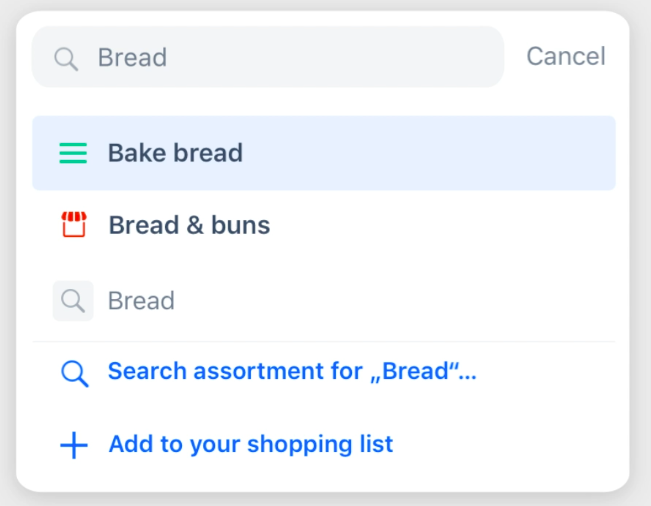 Bread
Cancel
Bake bread
Bread & buns
Bread
Search assortment for „Bread“...
Add to your shopping list